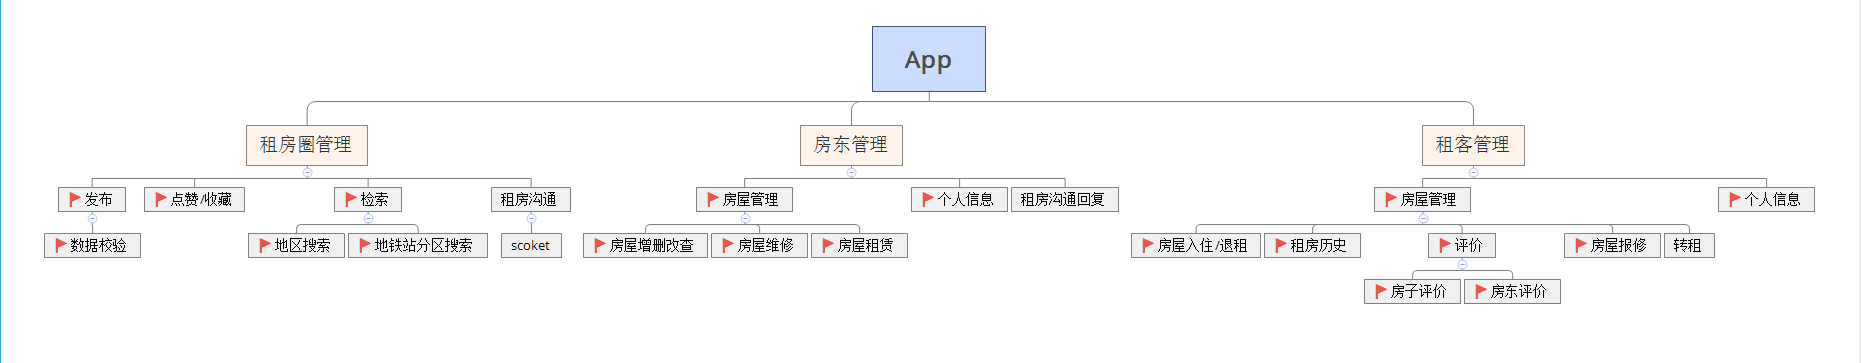 App
租房圈管理
房东管理
租客管理
发布
点赞/收藏
检索
租房沟通
房屋管理
个人信息
租房沟通回复
房屋管理
个人信息
数据校验
地区搜索
地铁站分区搜索
scoket
房屋增删改查
房屋维修
房屋租赁
房屋入住/退租
租房历史
评价
房屋报修
转租
房子评价
房东评价